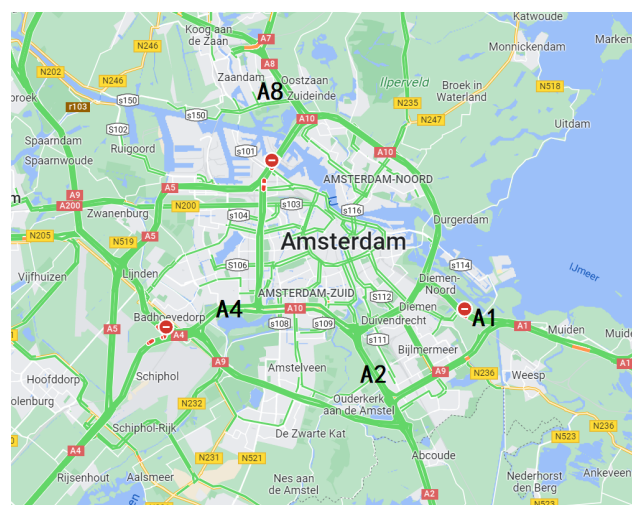 Koog aan
de Zaan
Katwoude
N246
A7
Monnickendam
Marken
N202
N246
A8
Zaandam
Oostzaan
Ilperveld
Broek in
Waterland
N518
broek
s150
A8
Zuideinde
r103
s150
N235
A10
N247
Uitdam
S102
Spaarndam
Ruigoord
s101
A10
Spaarnwoude
A5
AMSTERDAM-NOORD
A9
m
A200
N200
s103
IJ
s116
Zwanenburg
s104
Durgerdam
N205
N519
A5
Amsterdam
Vijfhuizen
Lijnden
S106
s114
IJmeer
Diemen-
Noord
AMSTERDAM-ZUID
S112
Badhoevedorp
A4
A10
Diemen
A1
A5
s108
s109
Duivendrecht
A1
Muiden
Muiden
A4
s111
Bijlmermeer
A1
A9
Amstelveen
A2
A9
N236
Weesp
Hoofddorp
Schiphol
olenburg
N232
Ouderkerk
aan de Amstel
N236
Schiphol-Rijk
De Zwarte Kat
N523
A4
N231
N521
Abcoude
Rijsenhout
Aalsmeer
Nes aan
de Amstel
Nederhorst
den Berg
Ankeveen
A2
N523
en